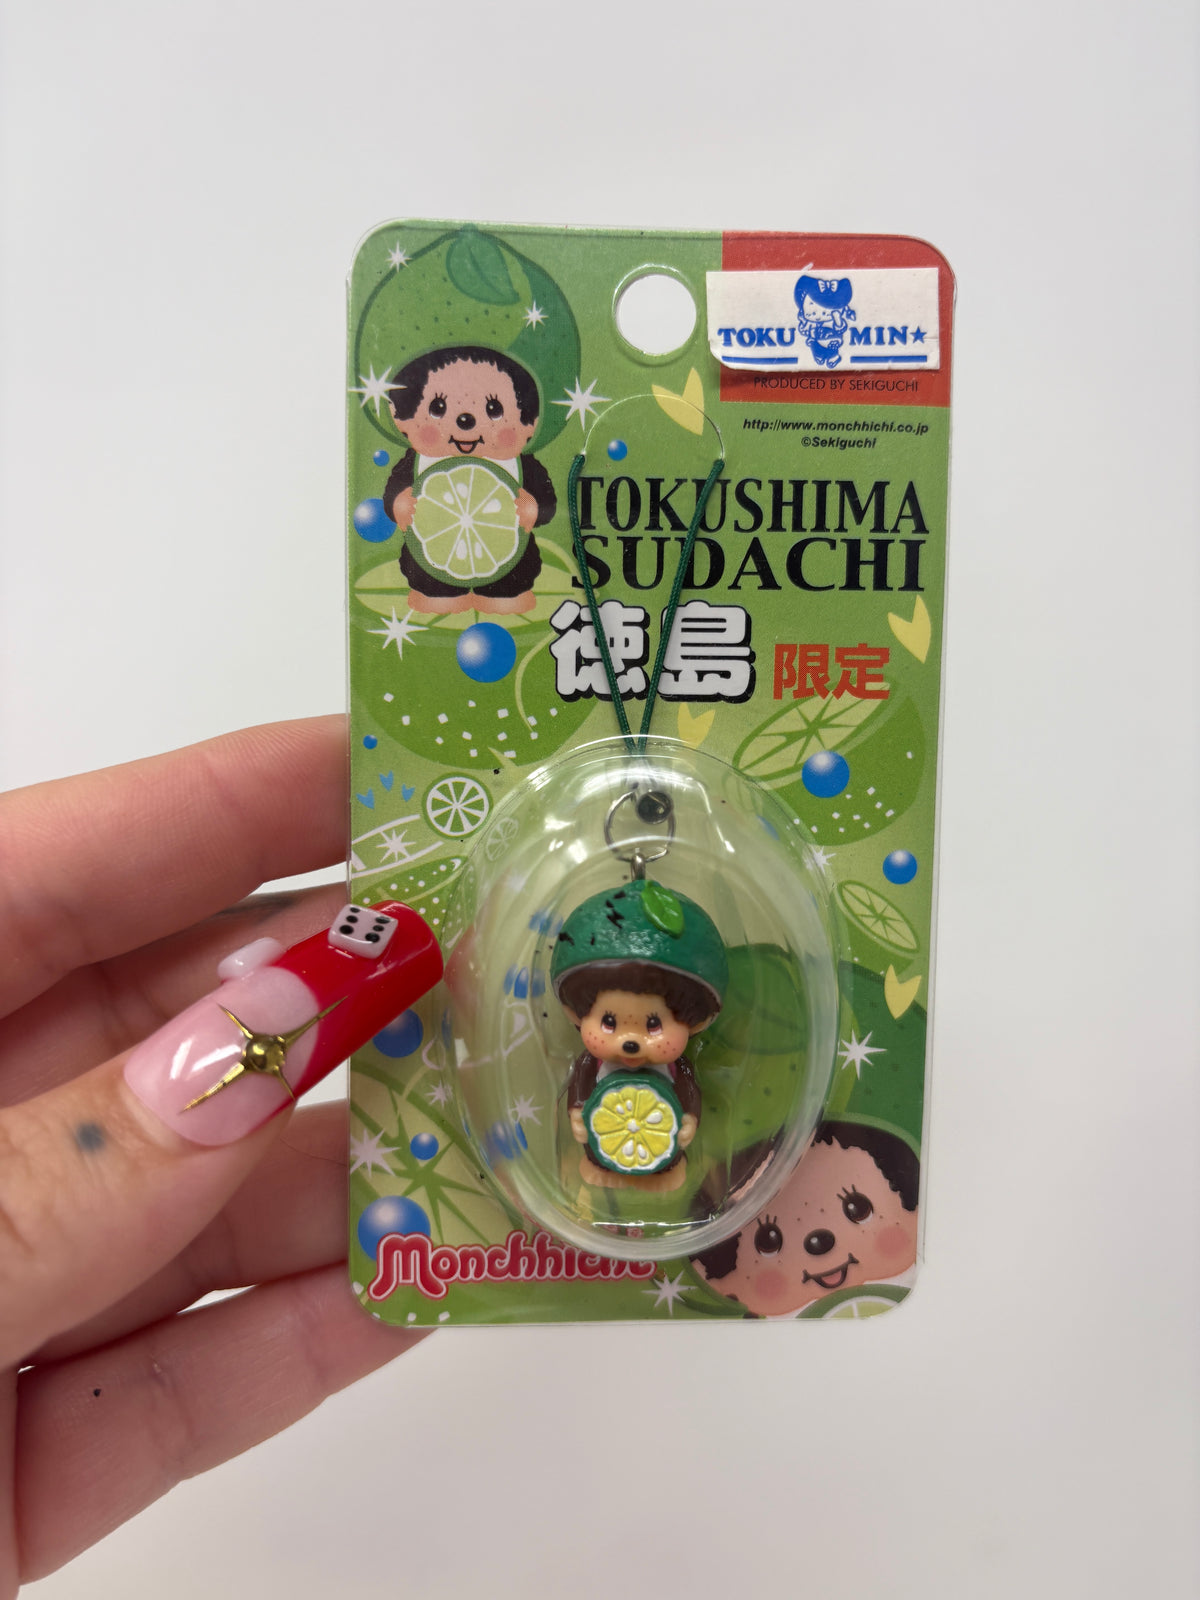 TOKU MIN★
PRODUCED BY SEKIGUCHI
http://www.monchhichi.co.jp
©Sekiguchi
TOKUSHIMA
SUDACHI
徳島 限定
Monchhichi